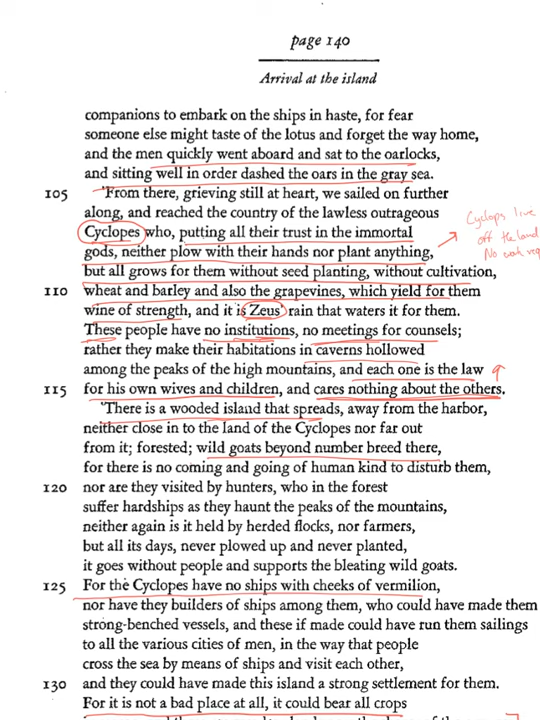 page 140
Arrival at the island
companions to embark on the ships in haste, for fear
someone else might taste of the lotus and forget the way home,
and the men quickly went aboard and sat to the oarlocks,
and sitting well in order dashed the oars in the gray sea.
105 'From there, grieving still at heart, we sailed on further
along, and reached the country of the lawless outrageous
Cyclopes who, putting all their trust in the immortal
gods, neither plow with their hands nor plant anything,
Cyclops live
off the land
No work req
but all grows for them without seed planting, without cultivation,
110 wheat and barley and also the grapevines, which yield for them
wine of strength, and it is Zeus' rain that waters it for them.
These people have no institutions, no meetings for counsels;
rather they make their habitations in caverns hollowed
among the peaks of the high mountains, and each one is the law
115 for his own wives and children, and cares nothing about the others.
'There is a wooded island that spreads, away from the harbor,
neither close in to the land of the Cyclopes nor far out
from it; forested; wild goats beyond number breed there,
for there is no coming and going of human kind to disturb them,
120 nor are they visited by hunters, who in the forest
suffer hardships as they haunt the peaks of the mountains,
neither again is it held by herded flocks, nor farmers,
but all its days, never plowed up and never planted,
it goes without people and supports the bleating wild goats.
125 For the Cyclopes have no ships with cheeks of vermilion,
nor have they builders of ships among them, who could have made them
strong-benched vessels, and these if made could have run them sailings
to all the various cities of men, in the way that people
cross the sea by means of ships and visit each other,
130 and they could have made this island a strong settlement for them.
For it is not a bad place at all, it could bear all crops